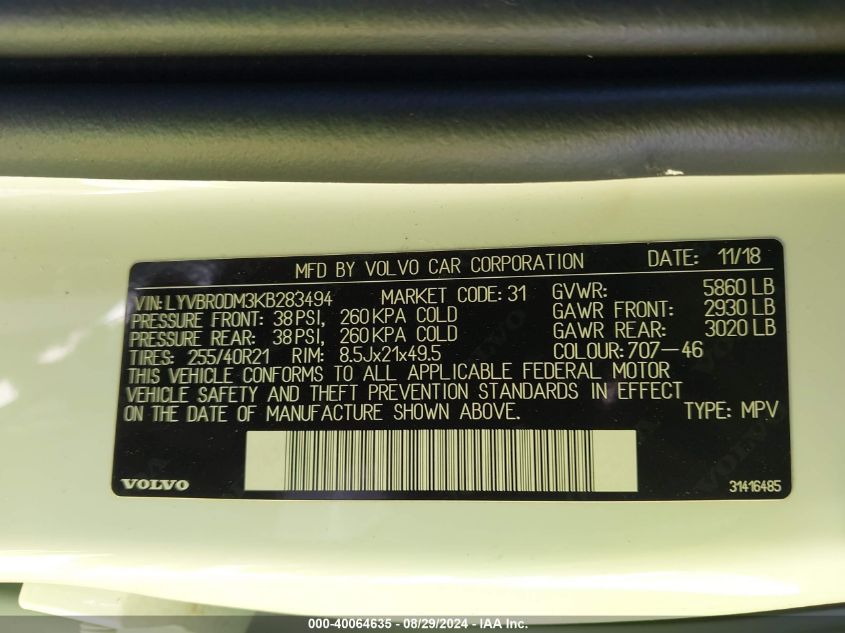 MFD BY VOLVO CAR CORPORATION DATE: 11/18
VIN: LYVBR0DM3KB283494 MARKET CODE: 31 GVWR: 5860 LB
PRESSURE FRONT: 38 PSI, 260 KPA COLD GAWR FRONT: 2930 LB
PRESSURE REAR: 38 PSI, 260 KPA COLD GAWR REAR: 3020 LB
TIRES: 255/40R21 RIM: 8.5Jx21x49.5 COLOUR: 707-46
THIS VEHICLE CONFORMS TO ALL APPLICABLE FEDERAL MOTOR
VEHICLE SAFETY AND THEFT PREVENTION STANDARDS IN EFFECT
ON THE DATE OF MANUFACTURE SHOWN ABOVE. TYPE: MPV
VOLVO 31416485
000-40064635 - 08/29/2024 - IAA Inc.